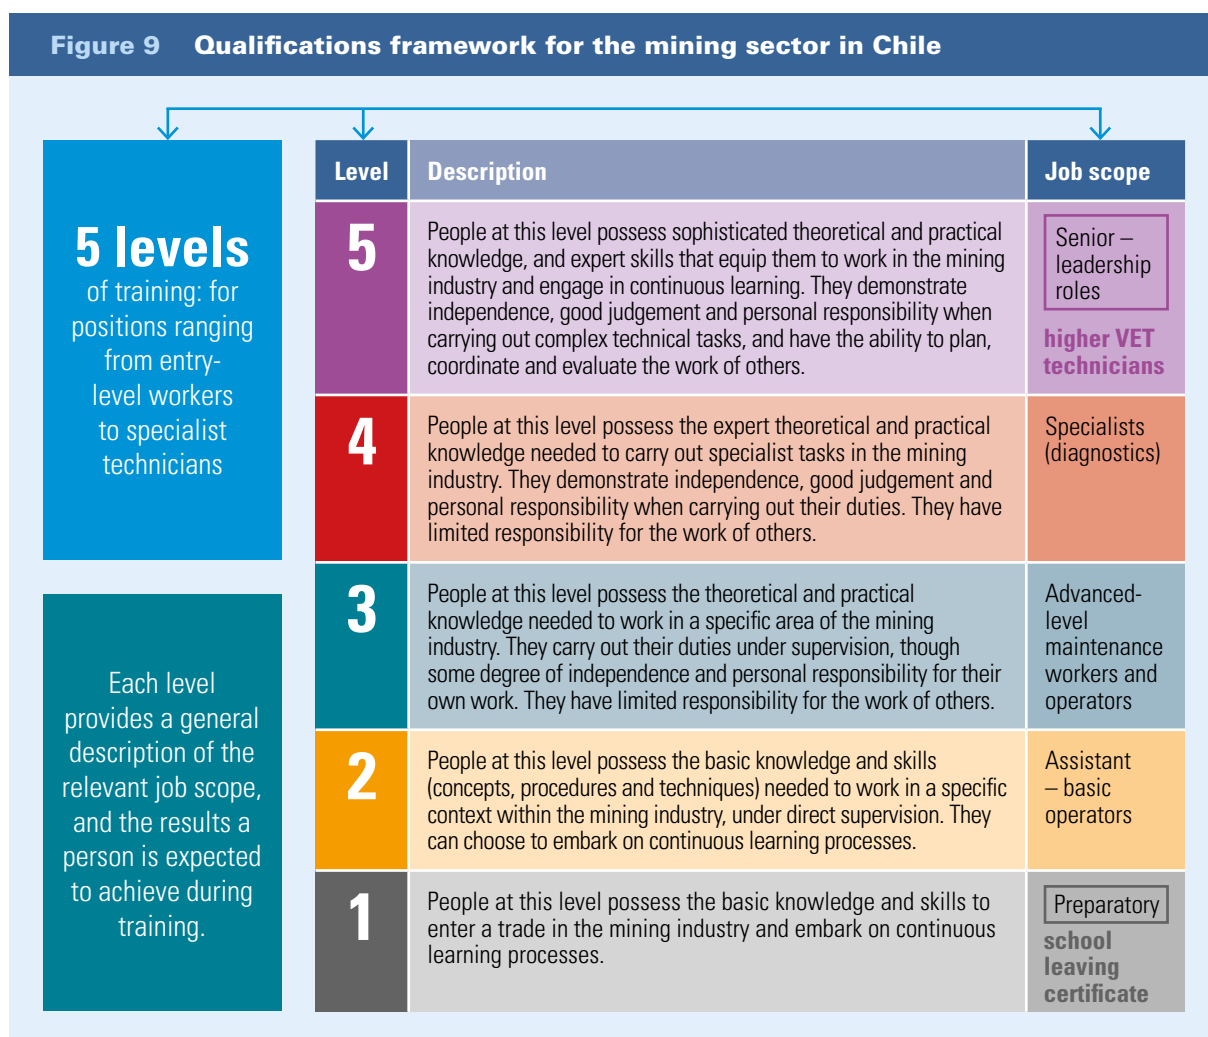 Figure 9 Qualifications framework for the mining sector in Chile
5 levels
of training: for
positions ranging
from entry-
level workers
to specialist
technicians
Each level
provides a general
description of the
relevant job scope,
and the results a
person is expected
to achieve during
training.
Level
Description
Job scope
5
People at this level possess sophisticated theoretical and practical
knowledge, and expert skills that equip them to work in the mining
industry and engage in continuous learning. They demonstrate
independence, good judgement and personal responsibility when
carrying out complex technical tasks, and have the ability to plan,
coordinate and evaluate the work of others.
Senior –
leadership
roles
higher VET
technicians
4
People at this level possess the expert theoretical and practical
knowledge needed to carry out specialist tasks in the mining
industry. They demonstrate independence, good judgement and
personal responsibility when carrying out their duties. They have
limited responsibility for the work of others.
Specialists
(diagnostics)
3
People at this level possess the theoretical and practical
knowledge needed to work in a specific area of the mining
industry. They carry out their duties under supervision, though
some degree of independence and personal responsibility for their
own work. They have limited responsibility for the work of others.
Advanced-
level
maintenance
workers and
operators
2
People at this level possess the basic knowledge and skills
(concepts, procedures and techniques) needed to work in a specific
context within the mining industry, under direct supervision. They
can choose to embark on continuous learning processes.
Assistant
– basic
operators
1
People at this level possess the basic knowledge and skills to
enter a trade in the mining industry and embark on continuous
learning processes.
Preparatory
school
leaving
certificate